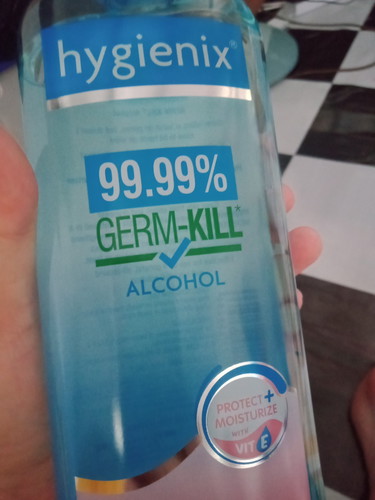 hygienix®
99.99%
GERM-KILL*
ALCOHOL
PROTECT +
MOISTURIZE
WITH
VIT E